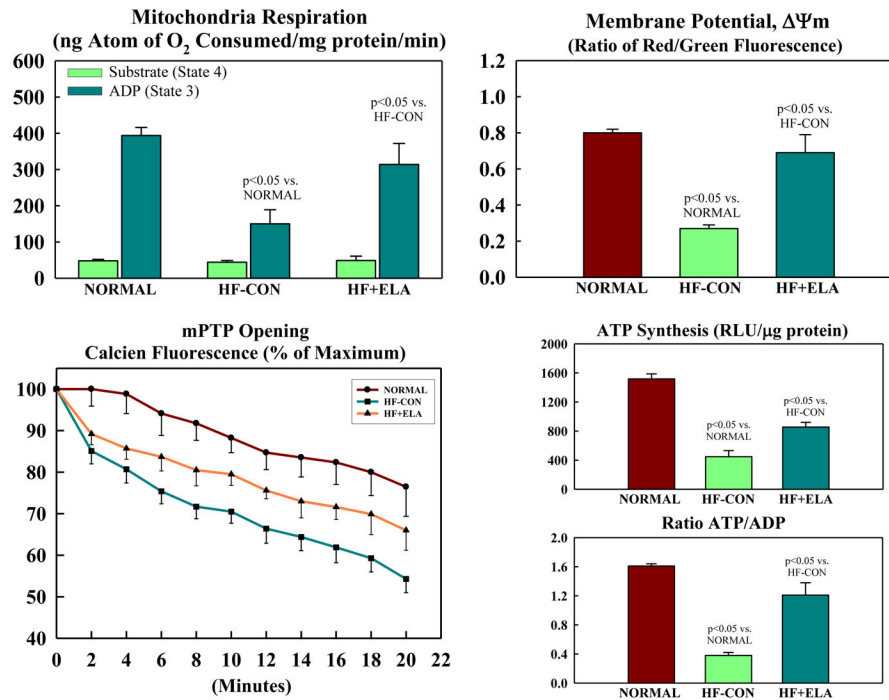 Mitochondria Respiration
(ng Atom of O2 Consumed/mg protein/min)
600
500
400
300
200
100
0
Substrate (State 4)
ADP (State 3)
p<0.05 vs.
NORMAL
p<0.05 vs.
HF-CON
NORMAL HF-CON HF+ELA
Membrane Potential, ΔΨm
(Ratio of Red/Green Fluorescence)
1.2
1.0
0.8
0.6
0.4
0.2
0.0
p<0.05 vs.
NORMAL
p<0.05 vs.
HF-CON
NORMAL HF-CON HF+ELA
mPTP Opening
Calcien Fluorescence (% of Maximum)
100
90
80
70
60
50
40
NORMAL
HF-CON
HF+ELA
0 2 4 6 8 10 12 14 16 18 20 22
(Minutes)
ATP Synthesis (RLU/μg protein)
2000
1600
1200
800
400
0
p<0.05 vs.
NORMAL
p<0.05 vs.
HF-CON
NORMAL HF-CON HF+ELA
Ratio ATP/ADP
1.6
1.2
0.8
0.4
0.0
p<0.05 vs.
NORMAL
p<0.05 vs.
HF-CON
NORMAL HF-CON HF+ELA